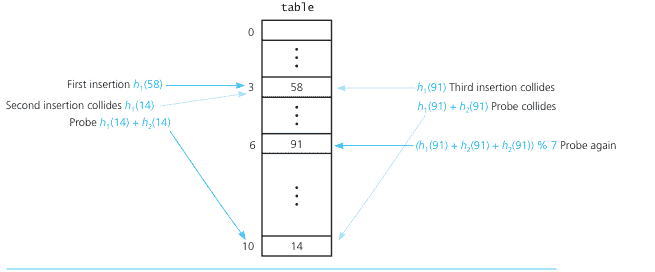 table
0
First insertion h₁(58)
3
58
h₁(91) Third insertion collides
Second insertion collides h₁(14)
h₁(91) + h₂(91) Probe collides
Probe h₁(14) + h₂(14)
6
91
(h₁(91) + h₂(91) + h₂(91)) % 7 Probe again
10
14